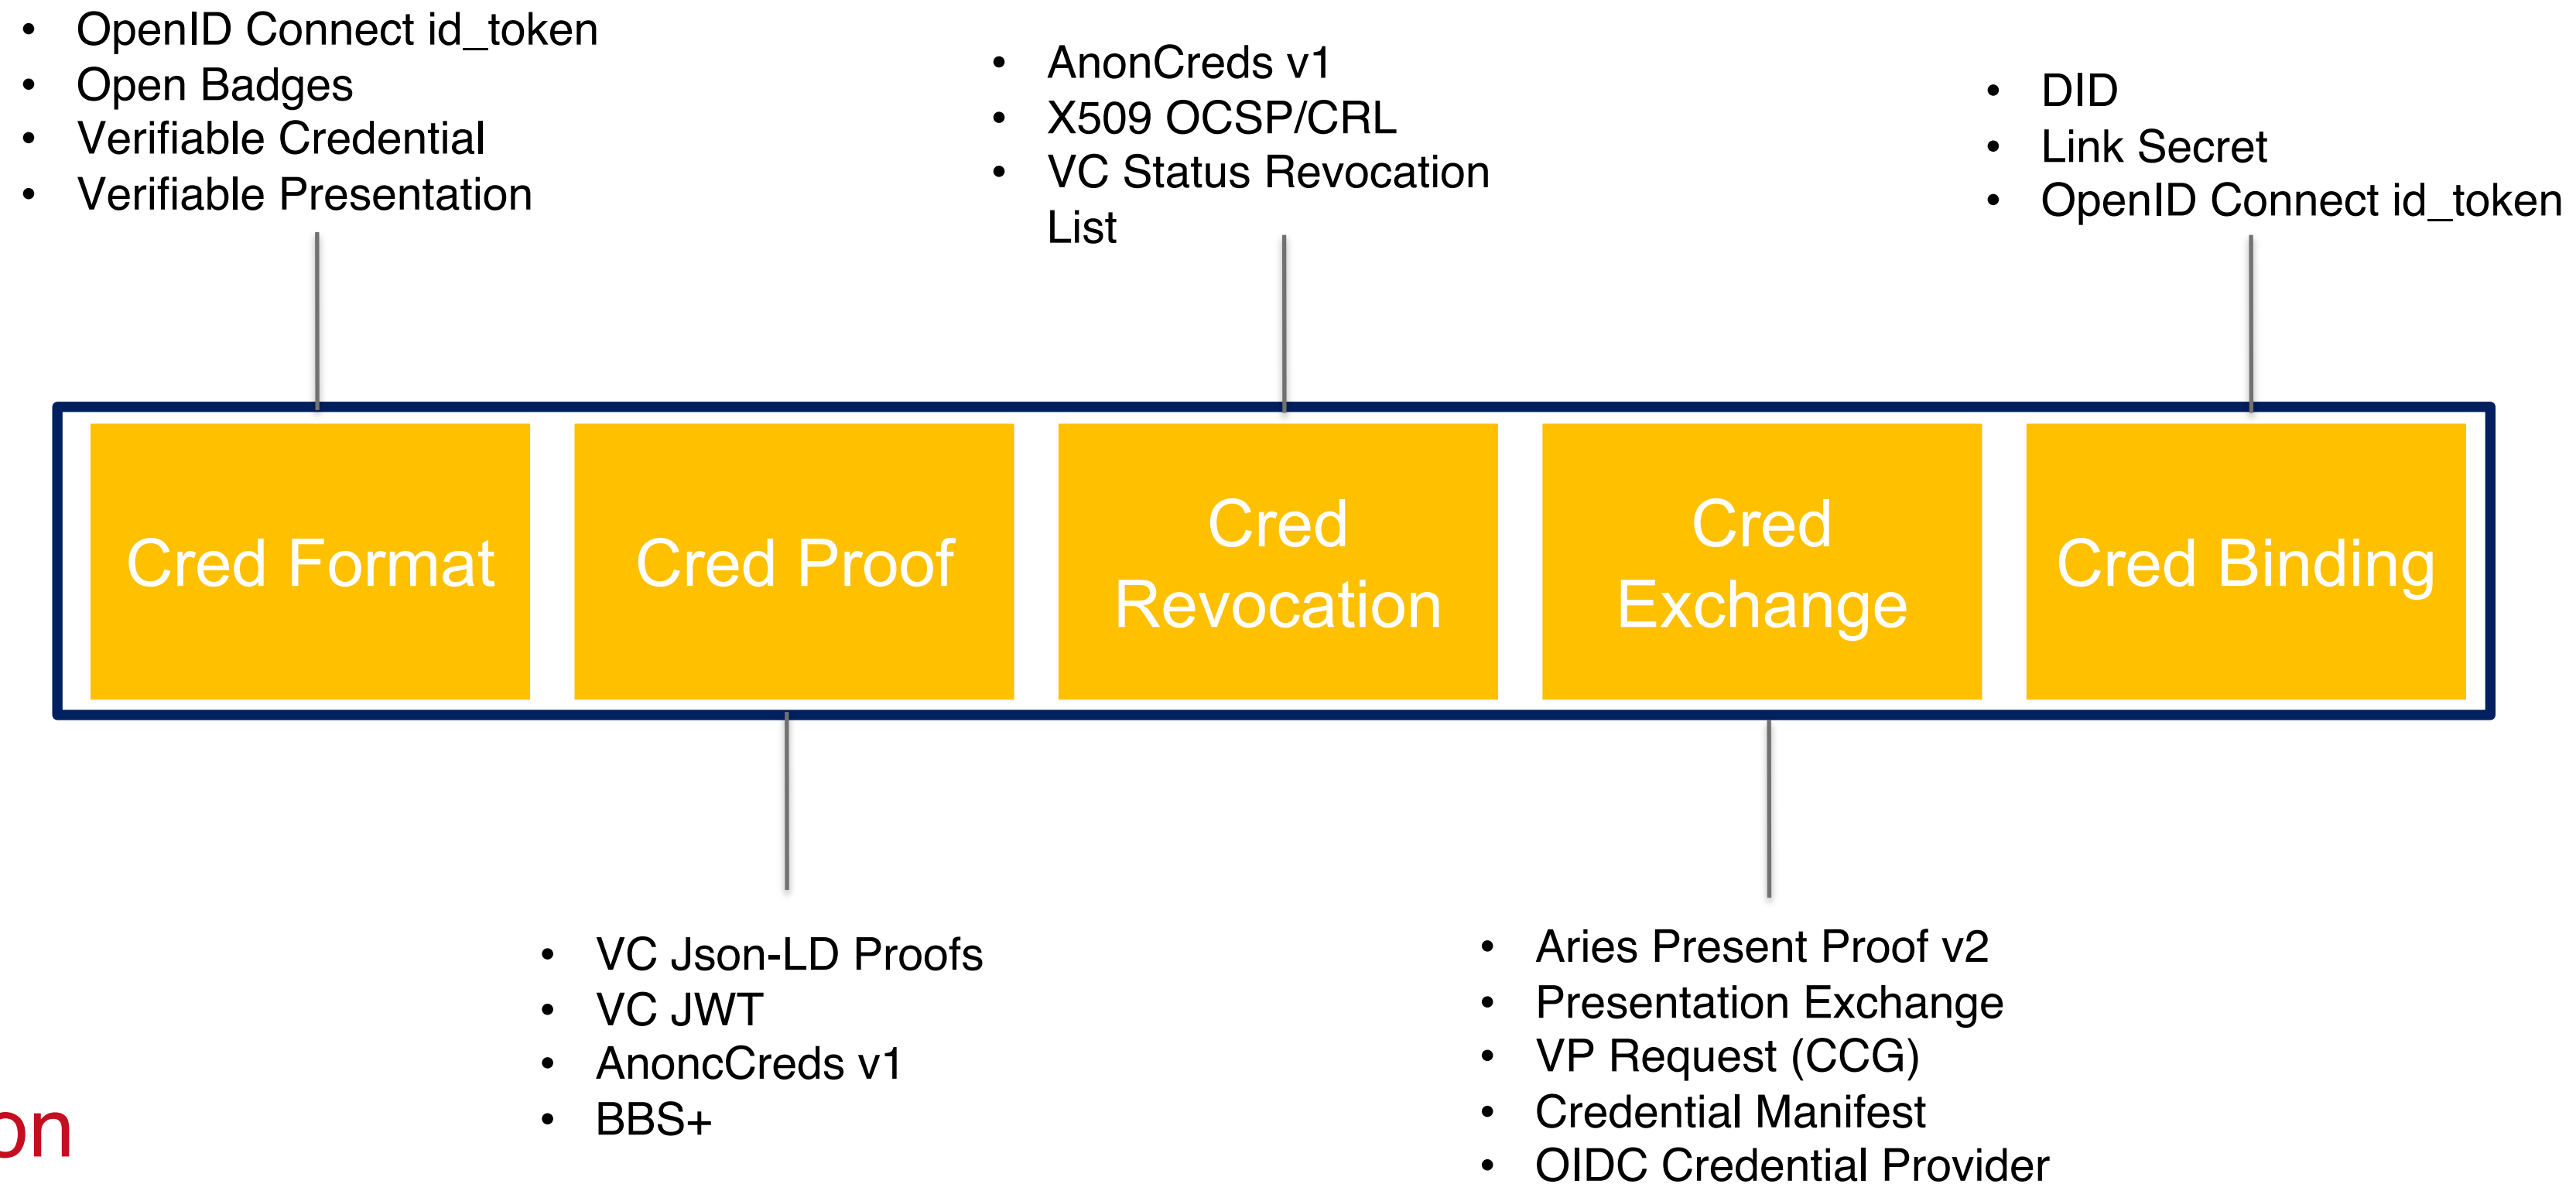 • OpenID Connect id_token
• Open Badges
• Verifiable Credential
• Verifiable Presentation
• AnonCreds v1
• X509 OCSP/CRL
• VC Status Revocation
List
• DID
• Link Secret
• OpenID Connect id_token
Cred Format
Cred Proof
Cred
Revocation
Cred
Exchange
Cred Binding
• VC Json-LD Proofs
• VC JWT
• AnoncCreds v1
• BBS+
• Aries Present Proof v2
• Presentation Exchange
• VP Request (CCG)
• Credential Manifest
• OIDC Credential Provider
on